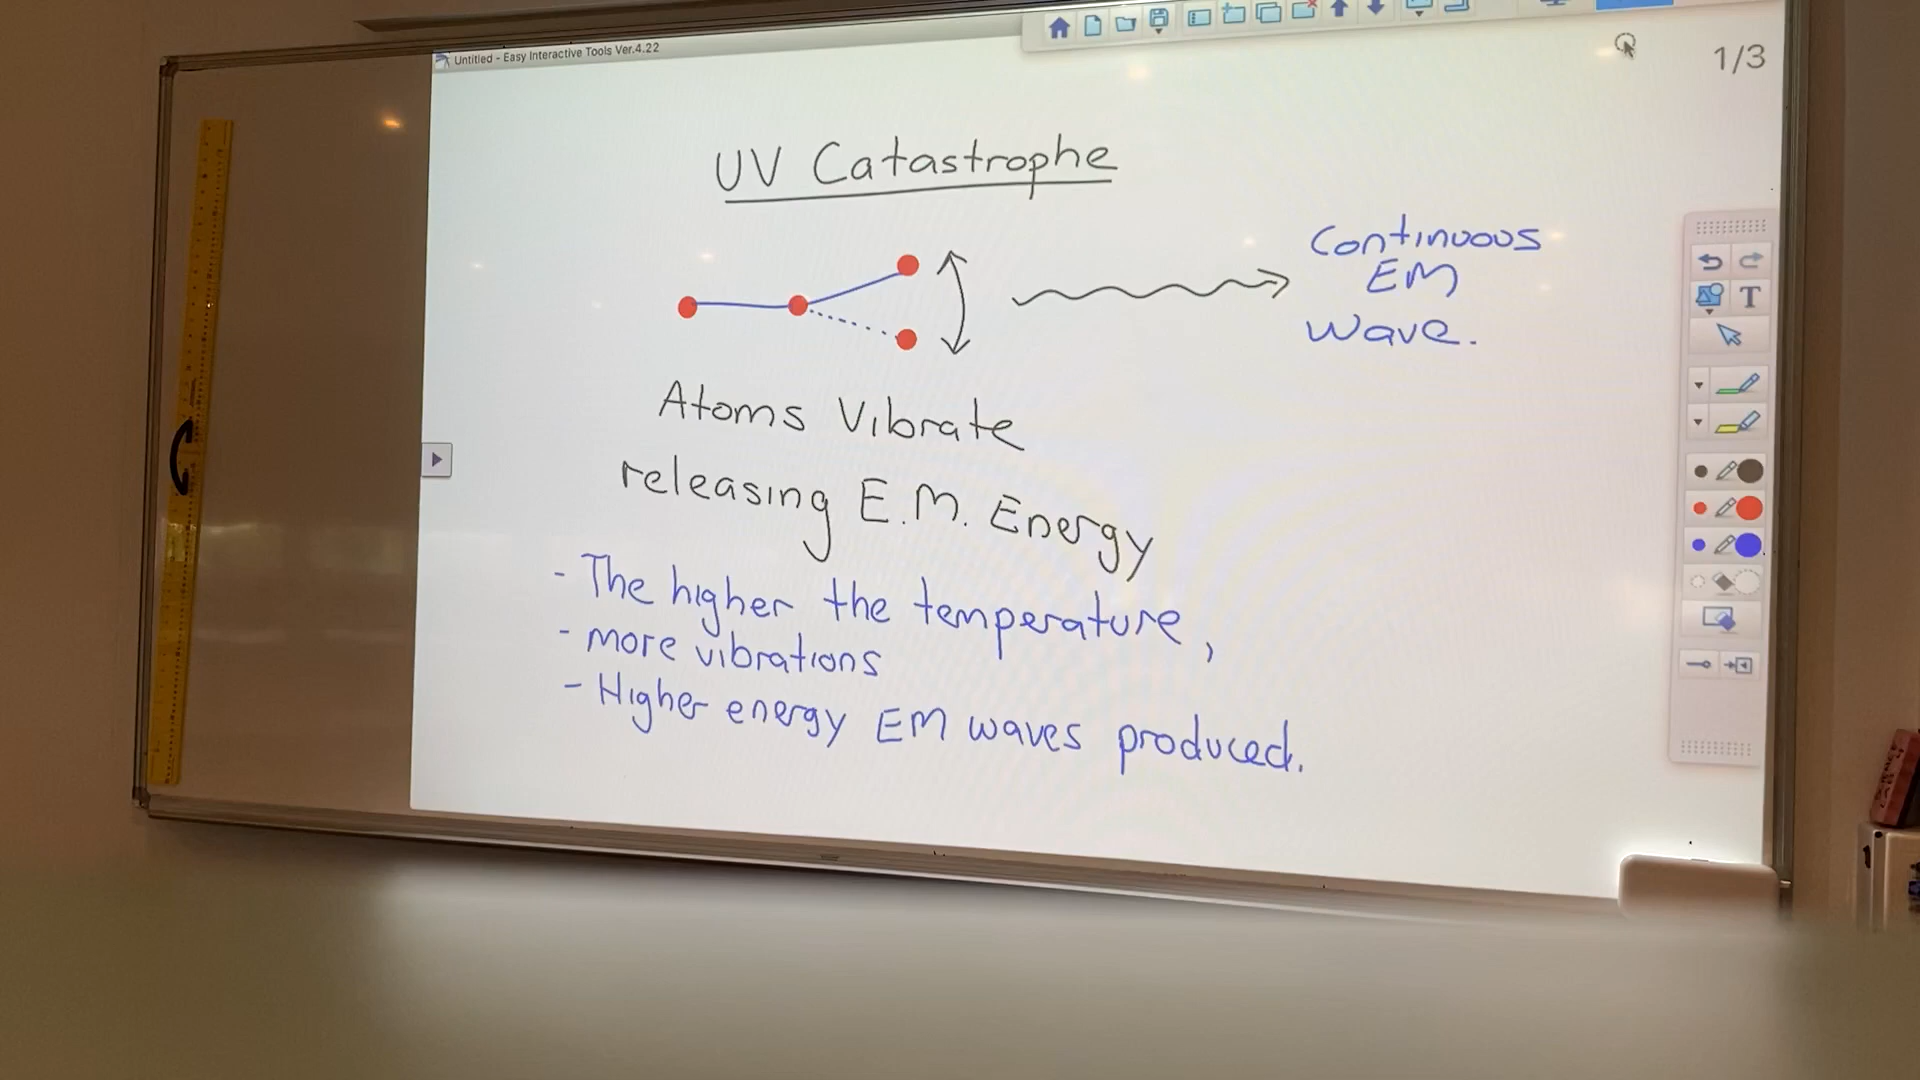 Untitled - Easy Interactive Tools Ver.4.22
1/3
UV Catastrophe
Continuous
EM
Wave.
Atoms Vibrate
releasing E.M. Energy
- The higher the temperature,
- more vibrations
- Higher energy EM waves produced.
T